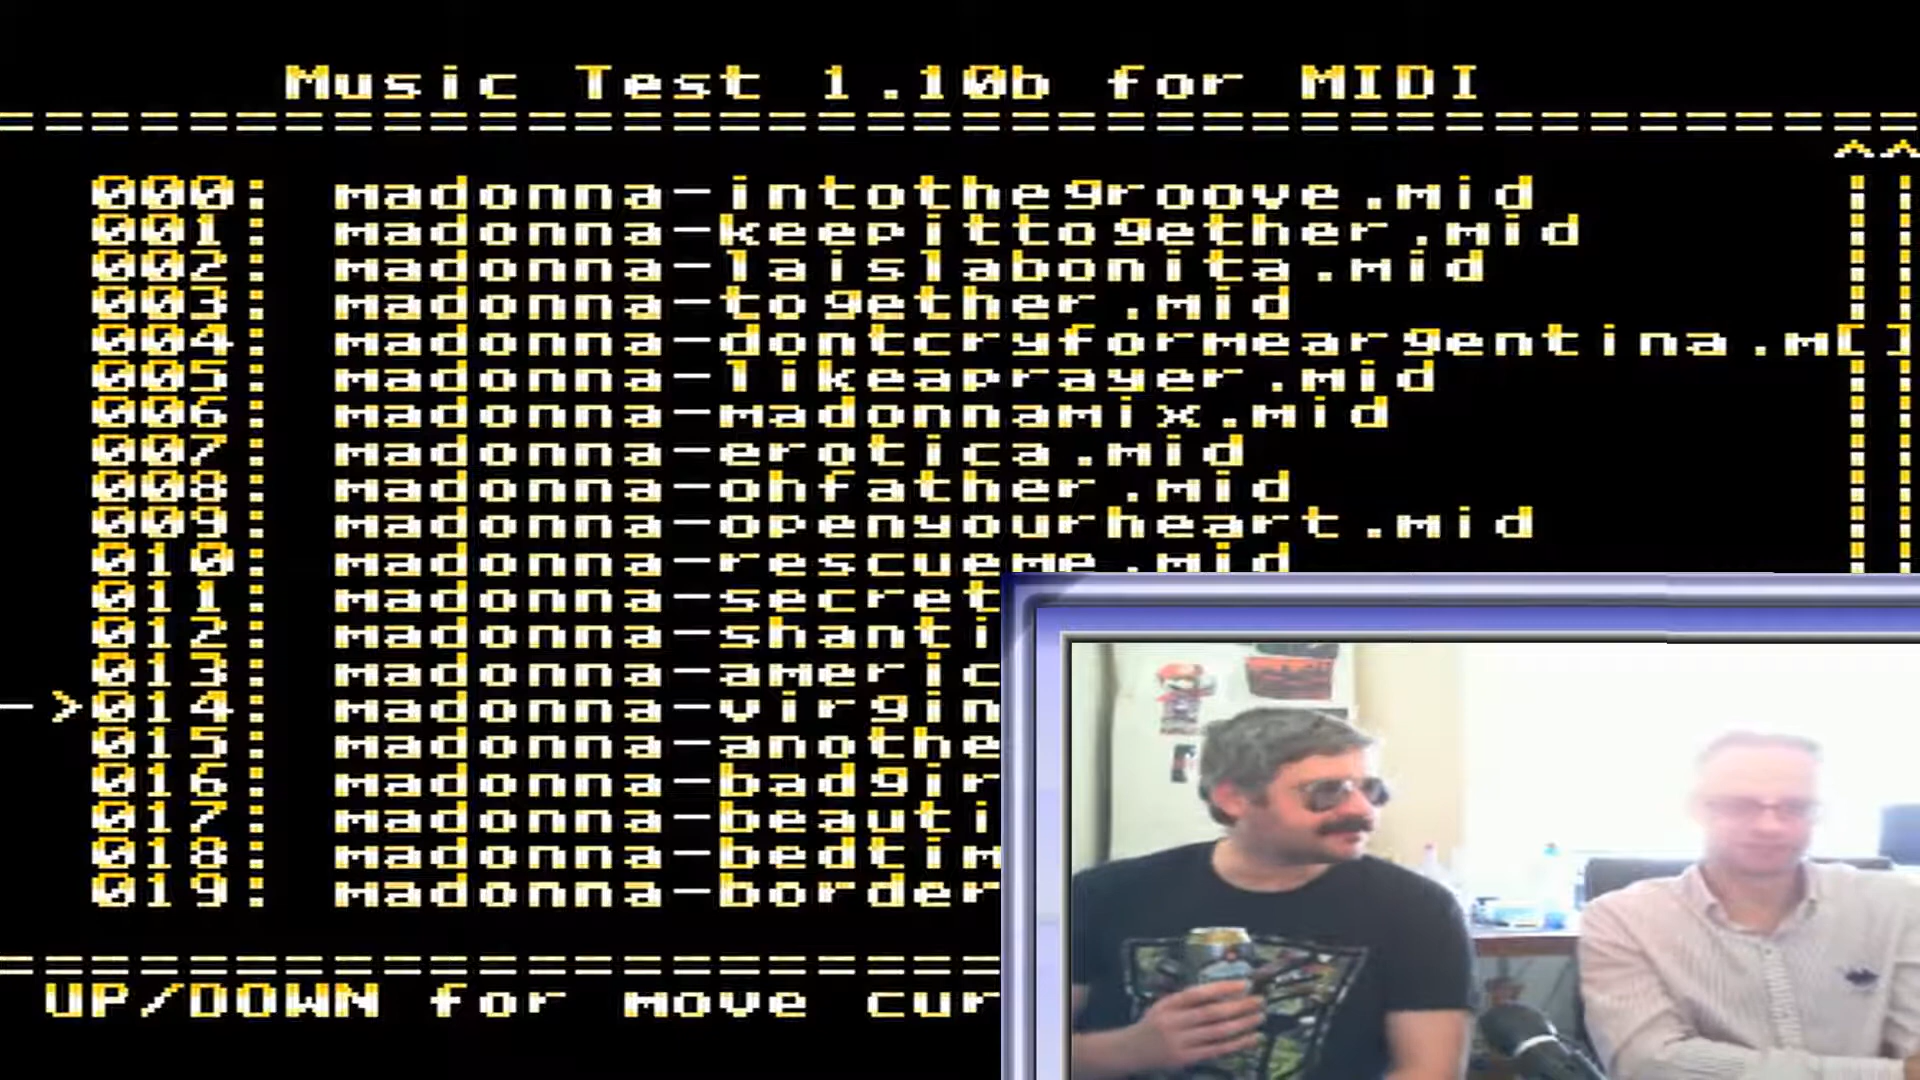 Music Test 1.10b for MIDI
==========================================
^^
000: madonna-intothegroove.mid
001: madonna-keepittogether.mid
002: madonna-laislabonita.mid
003: madonna-together.mid
004: madonna-dontcryformeargentina.m[]
005: madonna-likeaprayer.mid
006: madonna-madonnamix.mid
007: madonna-erotica.mid
008: madonna-ohfather.mid
009: madonna-openyourheart.mid
010: madonna-rescueme.mid
011: madonna-secret
012: madonna-shanti
013: madonna-americ
->014: madonna-virgin
015: madonna-anothe
016: madonna-badgir
017: madonna-beauti
018: madonna-bedtim
019: madonna-border
UP/DOWN for move cur